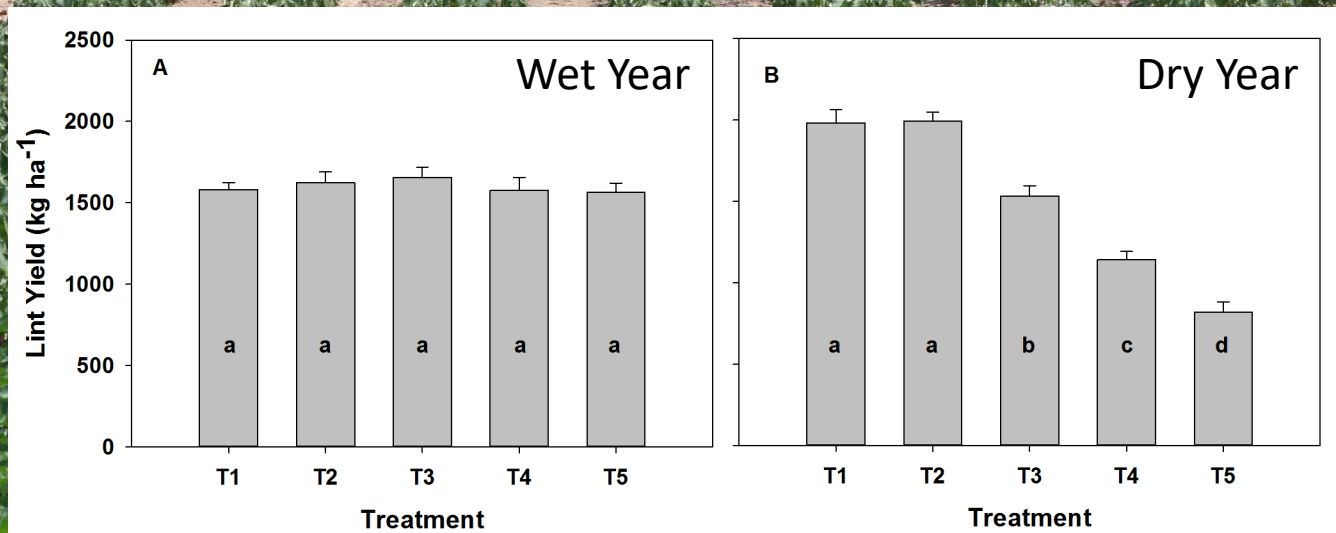 A
Wet Year
Lint Yield (kg ha⁻¹)
2500
2000
1500
1000
500
0
a a a a a
T1 T2 T3 T4 T5
Treatment
B
Dry Year
a a b c d
T1 T2 T3 T4 T5
Treatment